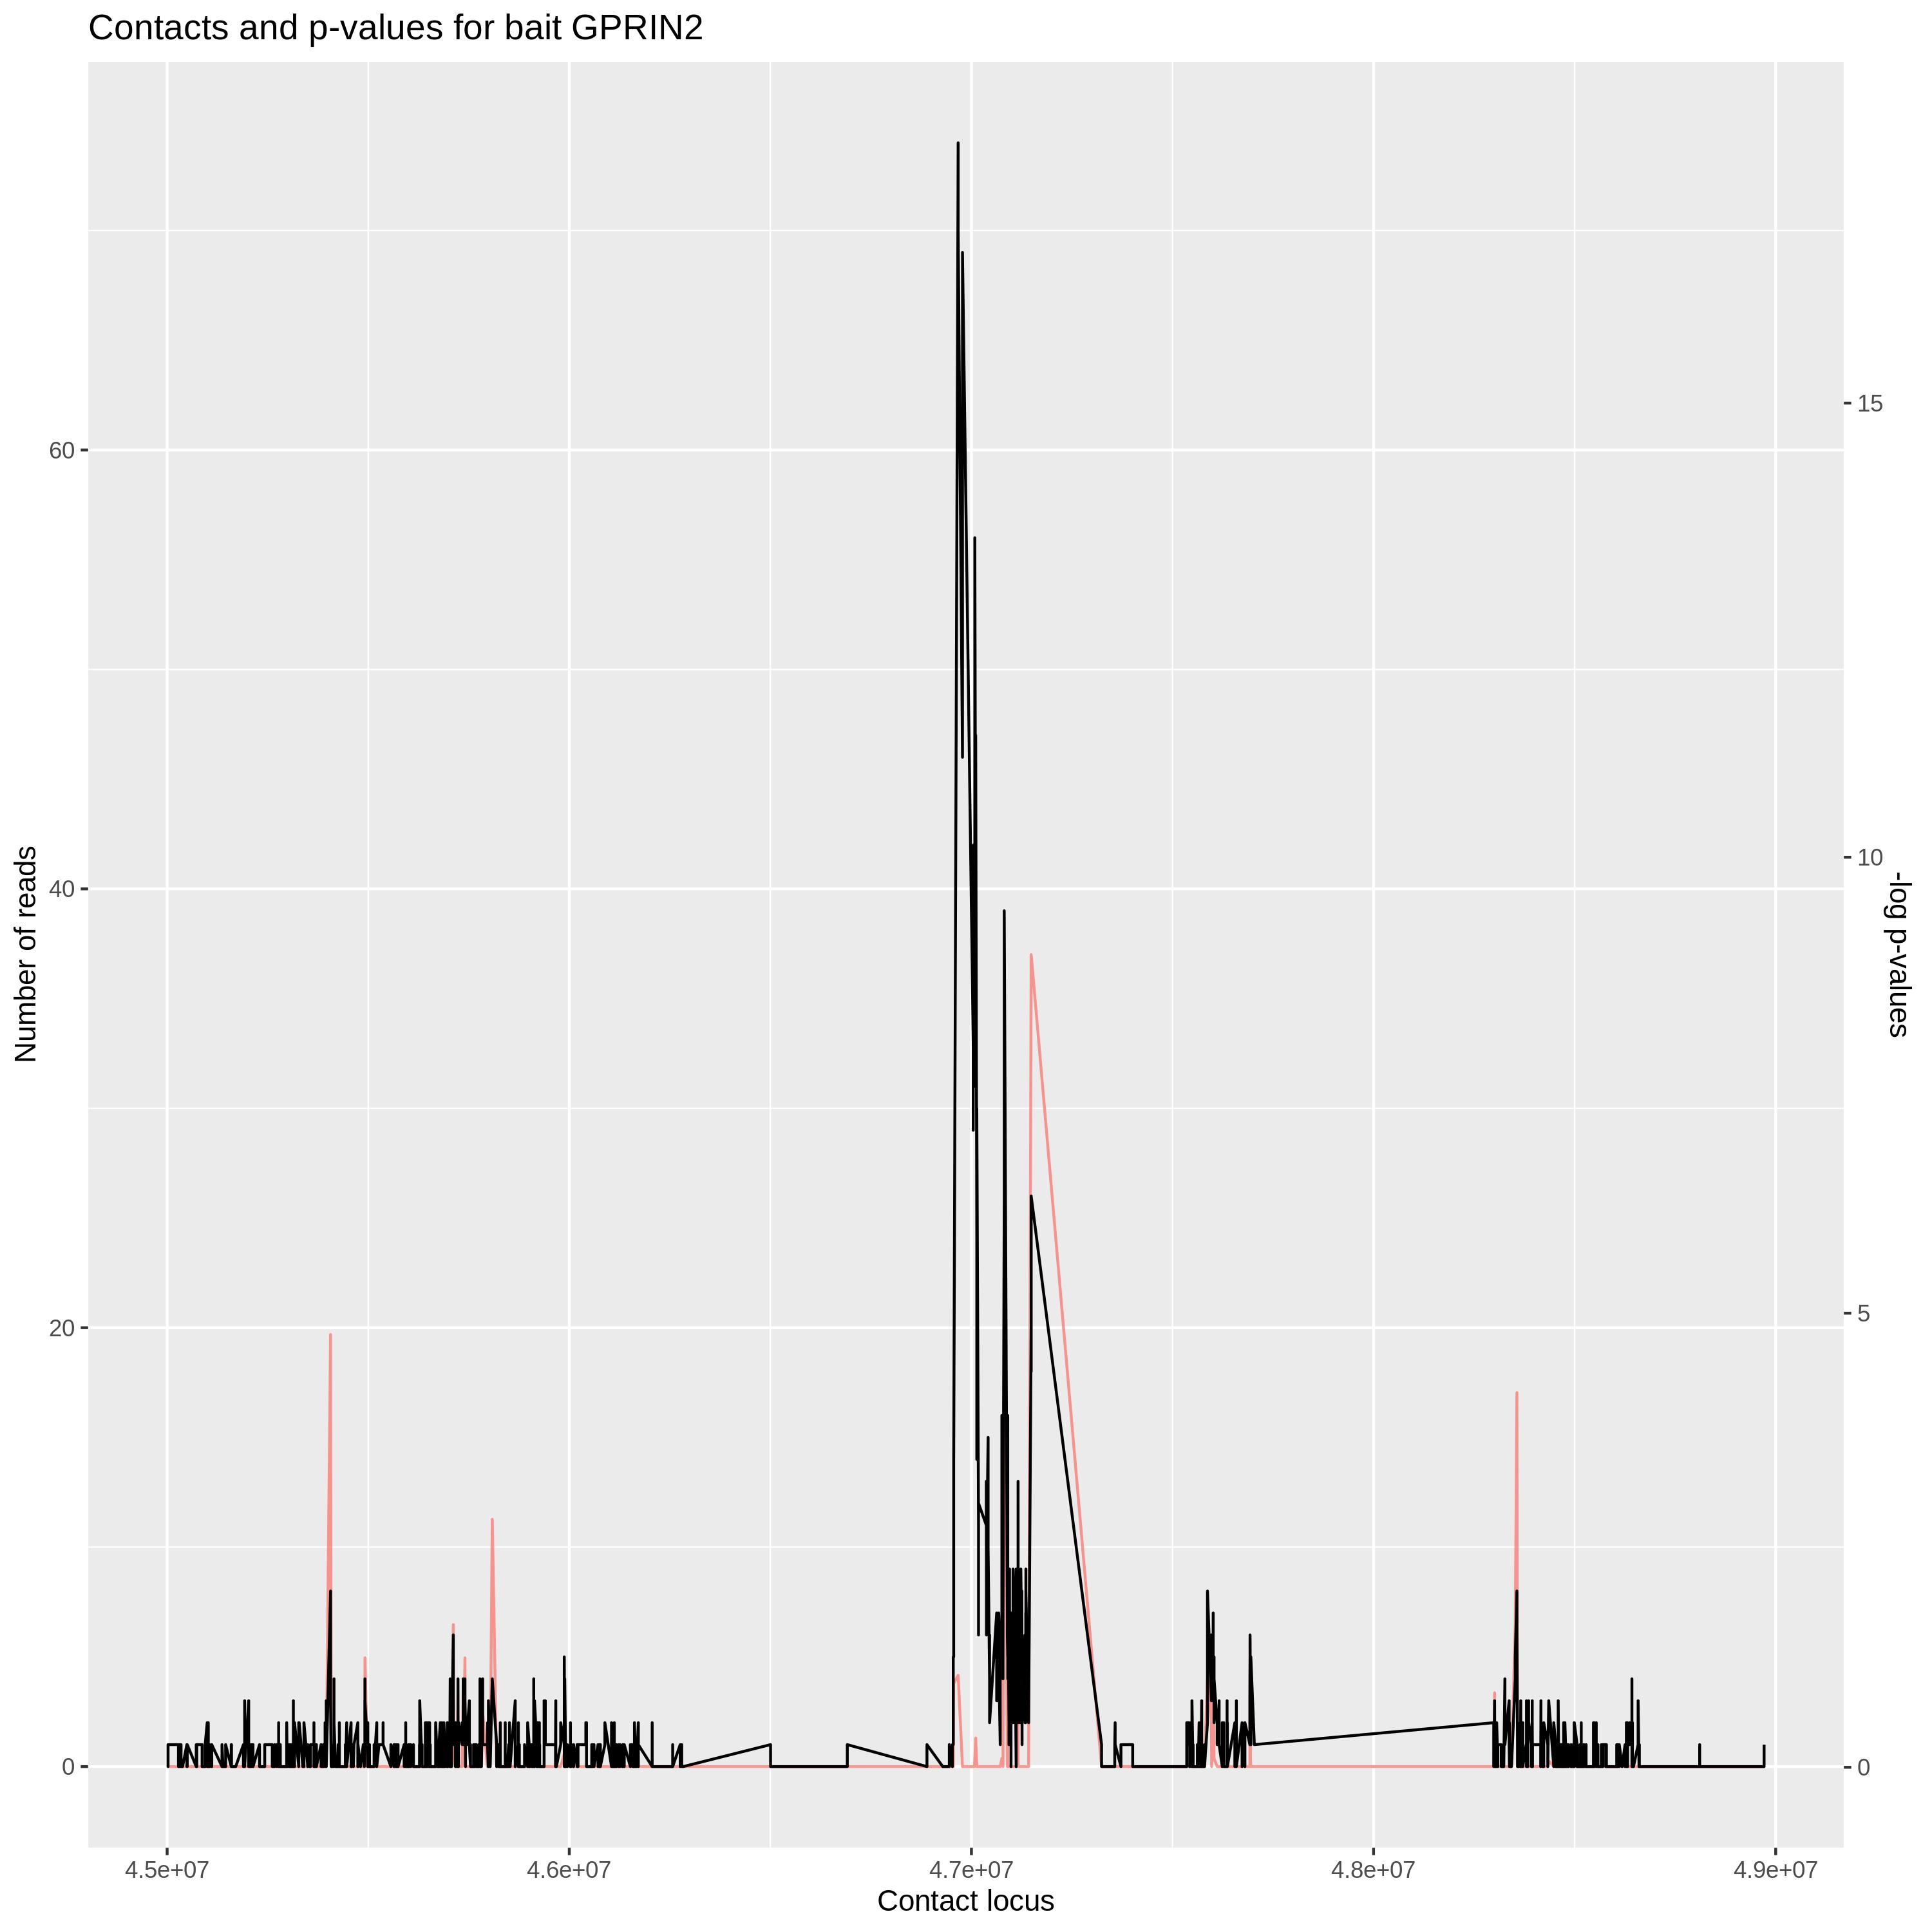 Contacts and p-values for bait GPRIN2
Number of reads
60
40
20
0
15
10
5
0
-log p-values
4.5e+07
4.6e+07
4.7e+07
4.8e+07
4.9e+07
Contact locus